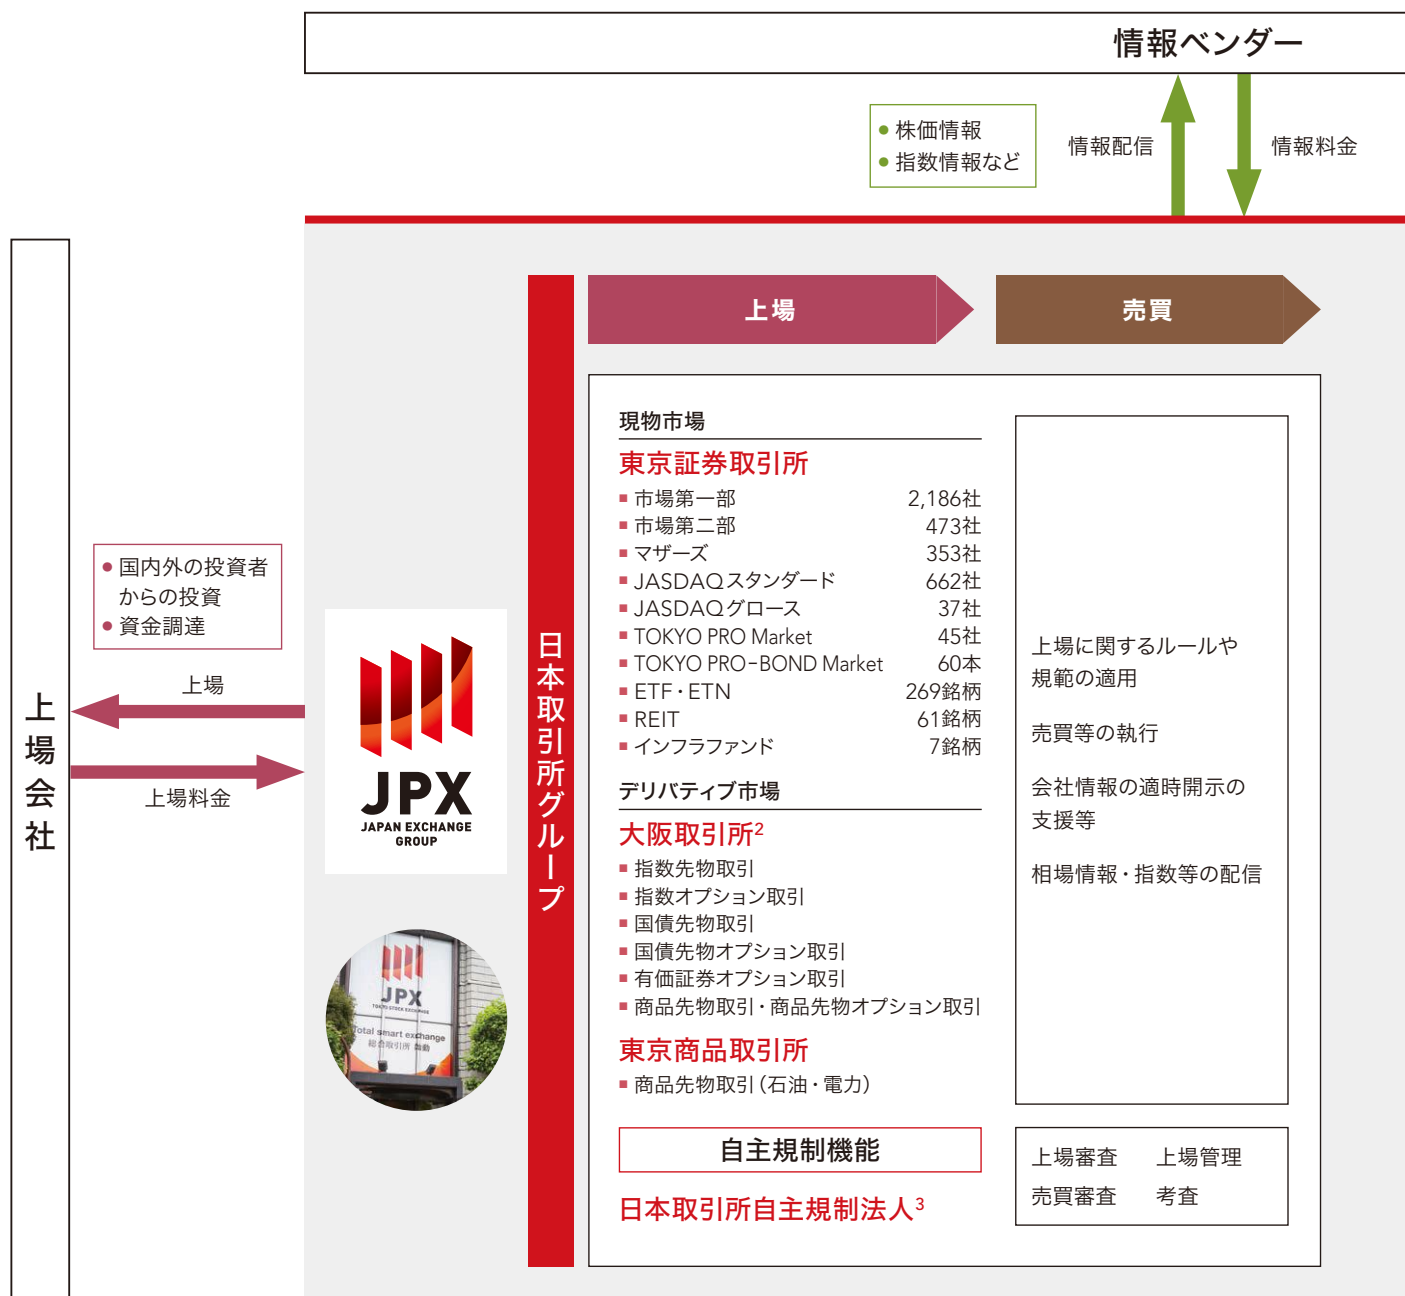 情報ベンダー
● 株価情報
● 指数情報など
情報配信
情報料金
上場会社
● 国内外の投資者
からの投資
● 資金調達
上場
上場料金
JPX
JAPAN EXCHANGE
GROUP
JPX
TOKYO STOCK EXCHANGE
Total smart exchange
総合取引所 始動
日本取引所グループ
上場
売買
現物市場
東京証券取引所
■ 市場第一部 2,186社
■ 市場第二部 473社
■ マザーズ 353社
■ JASDAQスタンダード 662社
■ JASDAQグロース 37社
■ TOKYO PRO Market 45社
■ TOKYO PRO-BOND Market 60本
■ ETF・ETN 269銘柄
■ REIT 61銘柄
■ インフラファンド 7銘柄
デリバティブ市場
大阪取引所2
■ 指数先物取引
■ 指数オプション取引
■ 国債先物取引
■ 国債先物オプション取引
■ 有価証券オプション取引
■ 商品先物取引・商品先物オプション取引
東京商品取引所
■ 商品先物取引(石油・電力)
自主規制機能
日本取引所自主規制法人3
上場に関するルールや
規範の適用
売買等の執行
会社情報の適時開示の
支援等
相場情報・指数等の配信
上場審査 上場管理
売買審査 考査